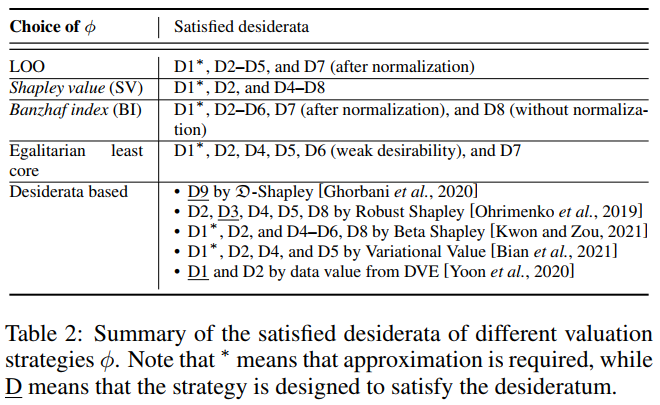 Choice of ϕ Satisfied desiderata
LOO D1*, D2–D5, and D7 (after normalization)
Shapley value (SV) D1*, D2, and D4–D8
Banzhaf index (BI) D1*, D2–D6, D7 (after normalization), and D8 (without normaliza-
tion)
Egalitarian least D1*, D2, D4, D5, D6 (weak desirability), and D7
core
Desiderata based • D9 by 𝔇-Shapley [Ghorbani et al., 2020]
• D2, D3, D4, D5, D8 by Robust Shapley [Ohrimenko et al., 2019]
• D1*, D2, and D4–D6, D8 by Beta Shapley [Kwon and Zou, 2021]
• D1*, D2, D4, and D5 by Variational Value [Bian et al., 2021]
• D1 and D2 by data value from DVE [Yoon et al., 2020]
Table 2: Summary of the satisfied desiderata of different valuation
strategies ϕ. Note that * means that approximation is required, while
D means that the strategy is designed to satisfy the desideratum.